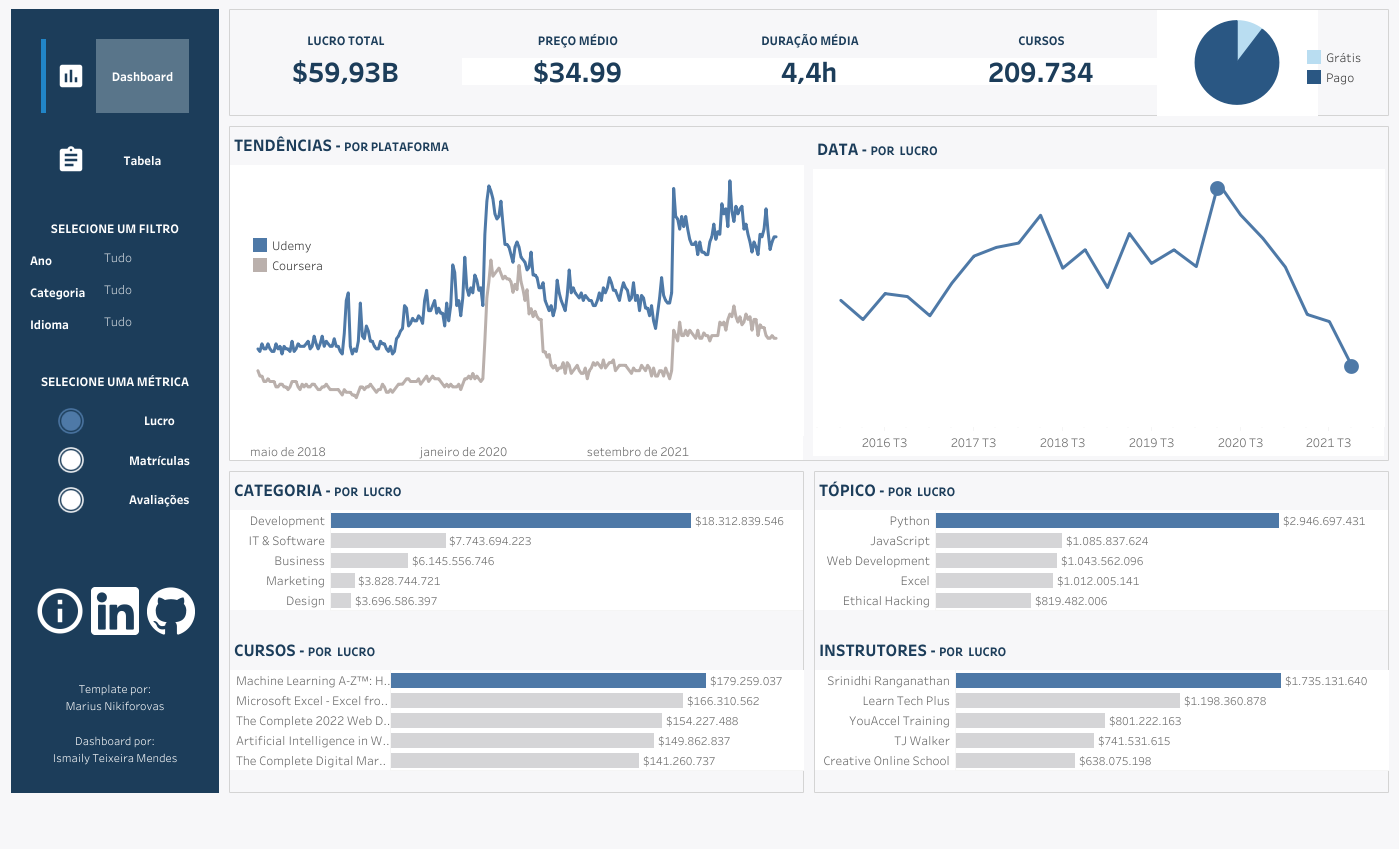 Dashboard
Tabela
SELECIONE UM FILTRO
Ano Tudo
Categoria Tudo
Idioma Tudo
SELECIONE UMA MÉTRICA
Lucro
Matrículas
Avaliações
Template por:
Marius Nikiforovas
Dashboard por:
Ismaily Teixeira Mendes
LUCRO TOTAL
$59,93B
PREÇO MÉDIO
$34.99
DURAÇÃO MÉDIA
4,4h
CURSOS
209.734
Grátis
Pago
TENDÊNCIAS - POR PLATAFORMA
Udemy
Coursera
maio de 2018 janeiro de 2020 setembro de 2021
DATA - POR LUCRO
2016 T3 2017 T3 2018 T3 2019 T3 2020 T3 2021 T3
CATEGORIA - POR LUCRO
Development $18.312.839.546
IT & Software $7.743.694.223
Business $6.145.556.746
Marketing $3.828.744.721
Design $3.696.586.397
TÓPICO - POR LUCRO
Python $2.946.697.431
JavaScript $1.085.837.624
Web Development $1.043.562.096
Excel $1.012.005.141
Ethical Hacking $819.482.006
CURSOS - POR LUCRO
Machine Learning A-Z™: H.. $179.259.037
Microsoft Excel - Excel fro.. $166.310.562
The Complete 2022 Web D.. $154.227.488
Artificial Intelligence in W.. $149.862.837
The Complete Digital Mar.. $141.260.737
INSTRUTORES - POR LUCRO
Srinidhi Ranganathan $1.735.131.640
Learn Tech Plus $1.198.360.878
YouAccel Training $801.222.163
TJ Walker $741.531.615
Creative Online School $638.075.198